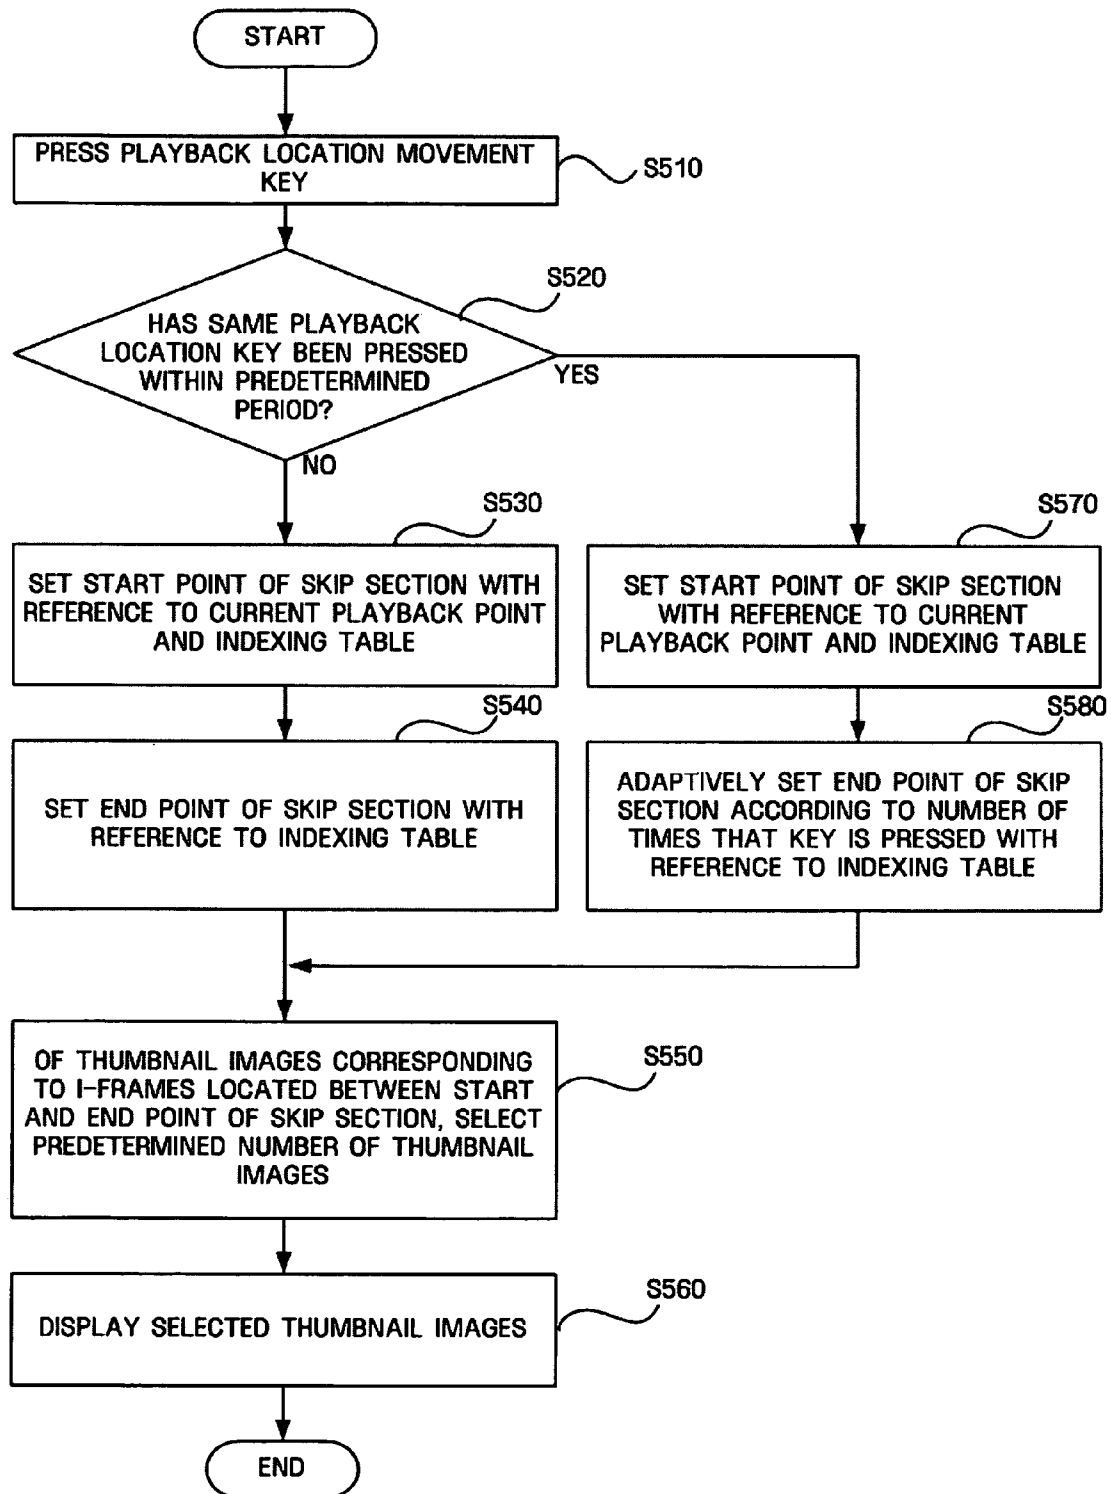 START
PRESS PLAYBACK LOCATION MOVEMENT
KEY
S510
S520
HAS SAME PLAYBACK
LOCATION KEY BEEN PRESSED
WITHIN PREDETERMINED
PERIOD?
YES
NO
S530
SET START POINT OF SKIP SECTION WITH
REFERENCE TO CURRENT PLAYBACK POINT
AND INDEXING TABLE
S570
SET START POINT OF SKIP SECTION
WITH REFERENCE TO CURRENT
PLAYBACK POINT AND INDEXING TABLE
S540
SET END POINT OF SKIP SECTION WITH
REFERENCE TO INDEXING TABLE
S580
ADAPTIVELY SET END POINT OF SKIP
SECTION ACCORDING TO NUMBER OF
TIMES THAT KEY IS PRESSED WITH
REFERENCE TO INDEXING TABLE
OF THUMBNAIL IMAGES CORRESPONDING
TO I-FRAMES LOCATED BETWEEN START
AND END POINT OF SKIP SECTION, SELECT
PREDETERMINED NUMBER OF THUMBNAIL
IMAGES
S550
DISPLAY SELECTED THUMBNAIL IMAGES
S560
END